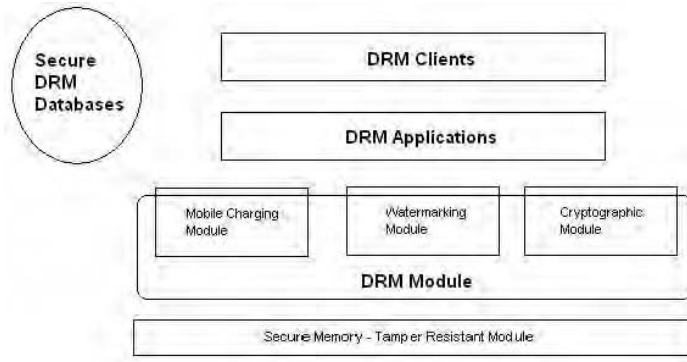 Secure
DRM
Databases
DRM Clients
DRM Applications
Mobile Charging
Module
Watermarking
Module
Cryptographic
Module
DRM Module
Secure Memory - Tamper Resistant Module